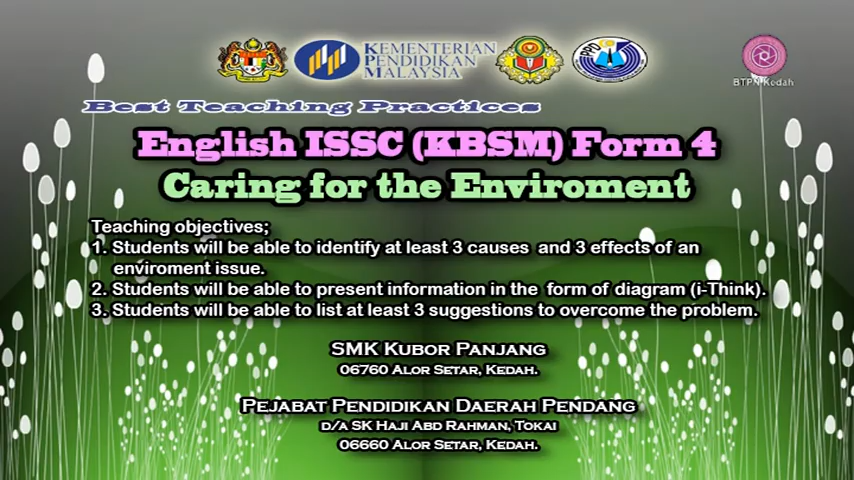 KEMENTERIAN
PENDIDIKAN
MALAYSIA
PPD
BTPN Kedah
Best Teaching Practices
English ISSC (KBSM) Form 4
Caring for the Enviroment
Teaching objectives;
1. Students will be able to identify at least 3 causes and 3 effects of an
enviroment issue.
2. Students will be able to present information in the form of diagram (i-Think).
3. Students will be able to list at least 3 suggestions to overcome the problem.
SMK KUBOR PANJANG
06760 ALOR SETAR, KEDAH.
PEJABAT PENDIDIKAN DAERAH PENDANG
d/a SK HAJI ABD RAHMAN, TOKAI
06660 ALOR SETAR, KEDAH.